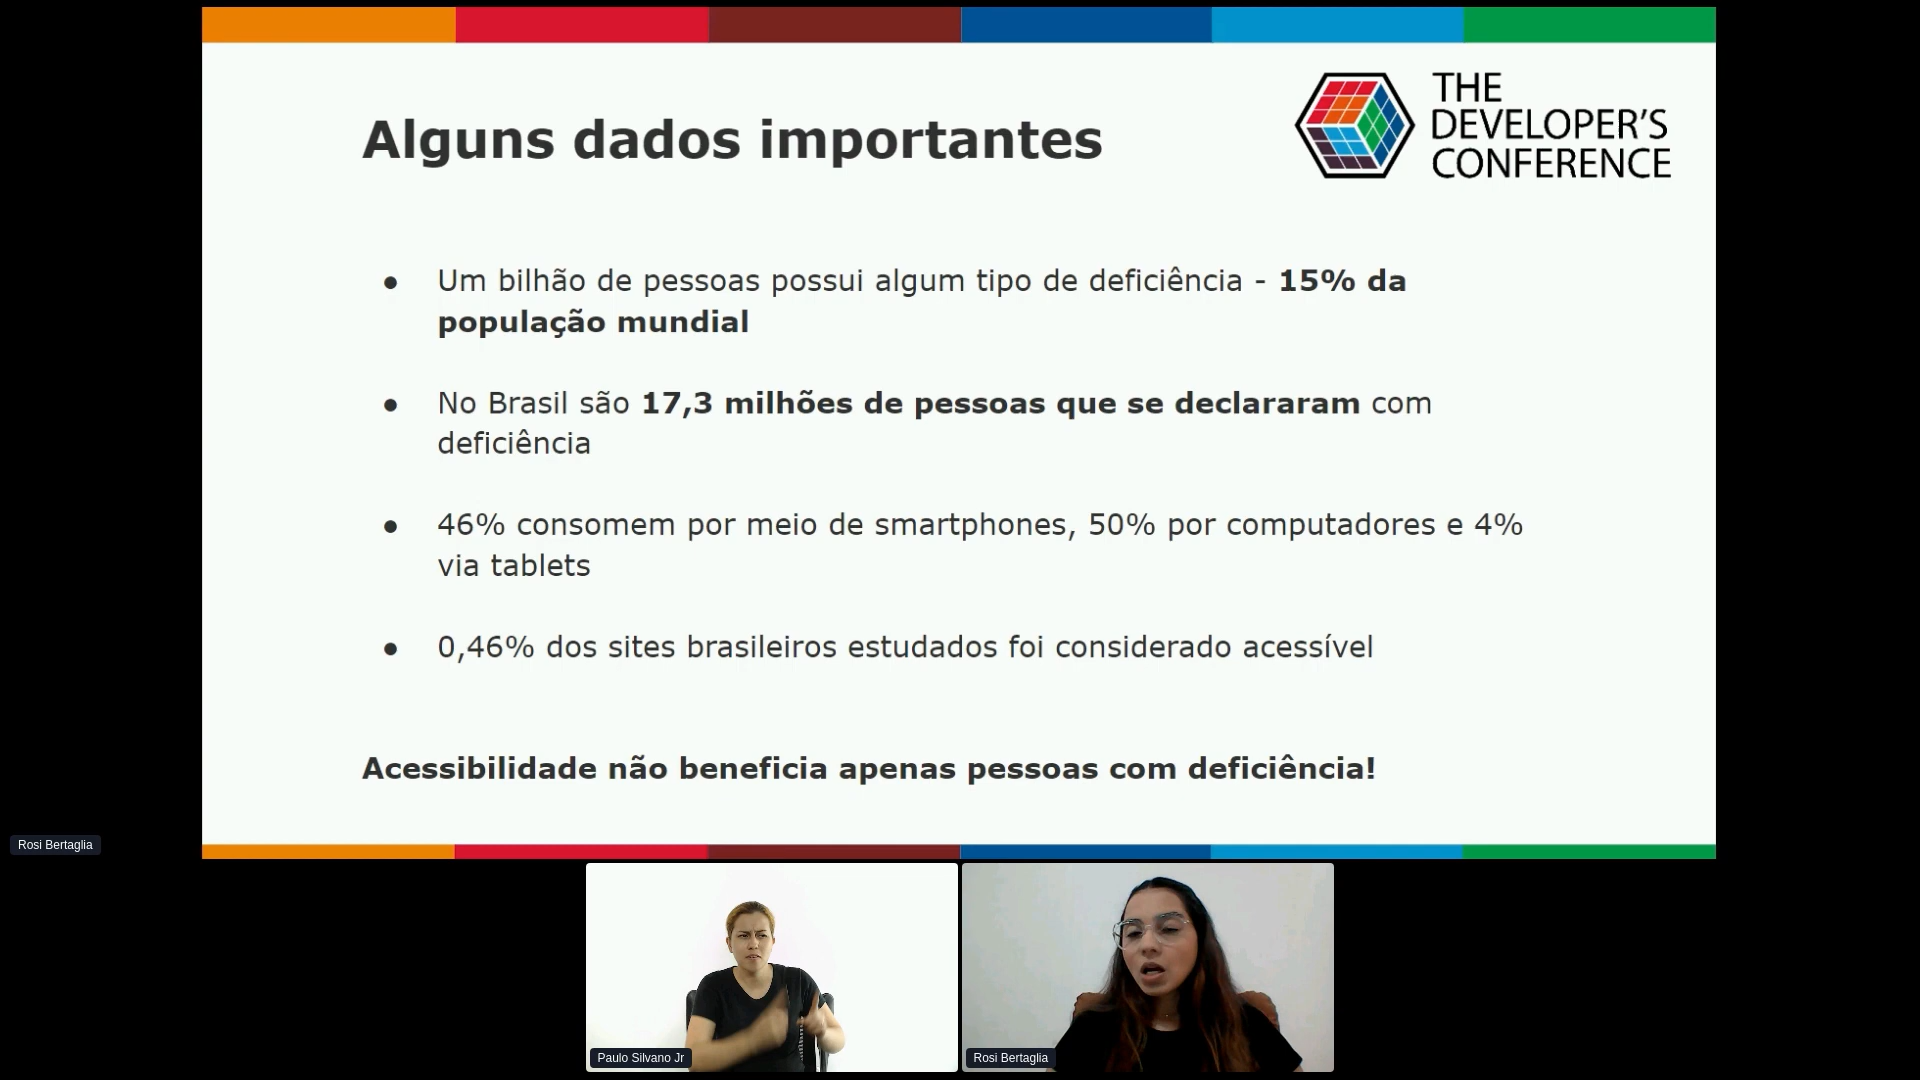 Alguns dados importantes
THE
DEVELOPER'S
CONFERENCE
● Um bilhão de pessoas possui algum tipo de deficiência - 15% da
população mundial
● No Brasil são 17,3 milhões de pessoas que se declararam com
deficiência
● 46% consomem por meio de smartphones, 50% por computadores e 4%
via tablets
● 0,46% dos sites brasileiros estudados foi considerado acessível
Acessibilidade não beneficia apenas pessoas com deficiência!
Rosi Bertaglia
Paulo Silvano Jr
Rosi Bertaglia